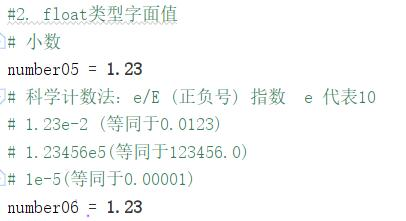 #2. float类型字面值
# 小数
number05 = 1.23
# 科学计数法：e/E (正负号) 指数  e 代表10
# 1.23e-2 (等同于0.0123)
# 1.23456e5(等同于123456.0)
# 1e-5(等同于0.00001)
number06 = 1.23